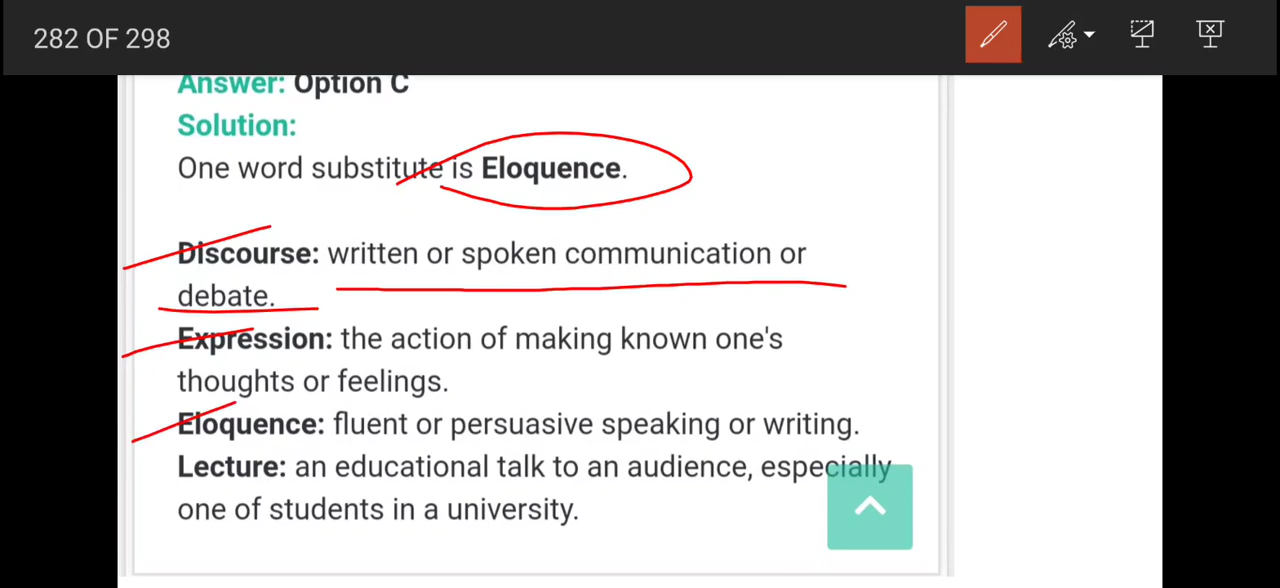 282 OF 298
Answer: Option C
Solution:
One word substitute is Eloquence.
Discourse: written or spoken communication or
debate.
Expression: the action of making known one's
thoughts or feelings.
Eloquence: fluent or persuasive speaking or writing.
Lecture: an educational talk to an audience, especially
one of students in a university.